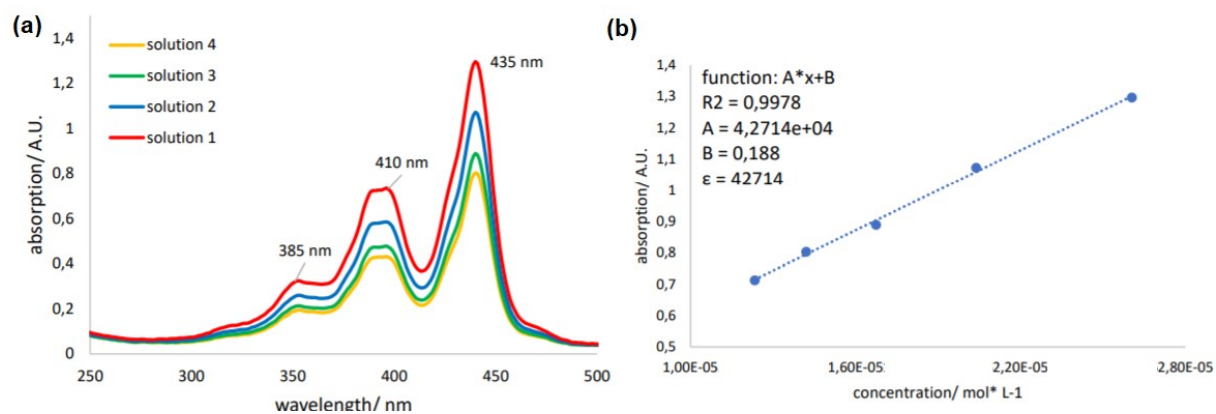 (a)
absorption/ A.U.
1,4
1,2
1
0,8
0,6
0,4
0,2
0
solution 4
solution 3
solution 2
solution 1
385 nm
410 nm
435 nm
250 300 350 400 450 500
wavelength/ nm
(b)
absorption/ A.U.
1,4
1,3
1,2
1,1
1
0,9
0,8
0,7
0,6
0,5
function: A*x+B
R2 = 0,9978
A = 4,2714e+04
B = 0,188
ε = 42714
1,00E-05 1,60E-05 2,20E-05 2,80E-05
concentration/ mol* L-1